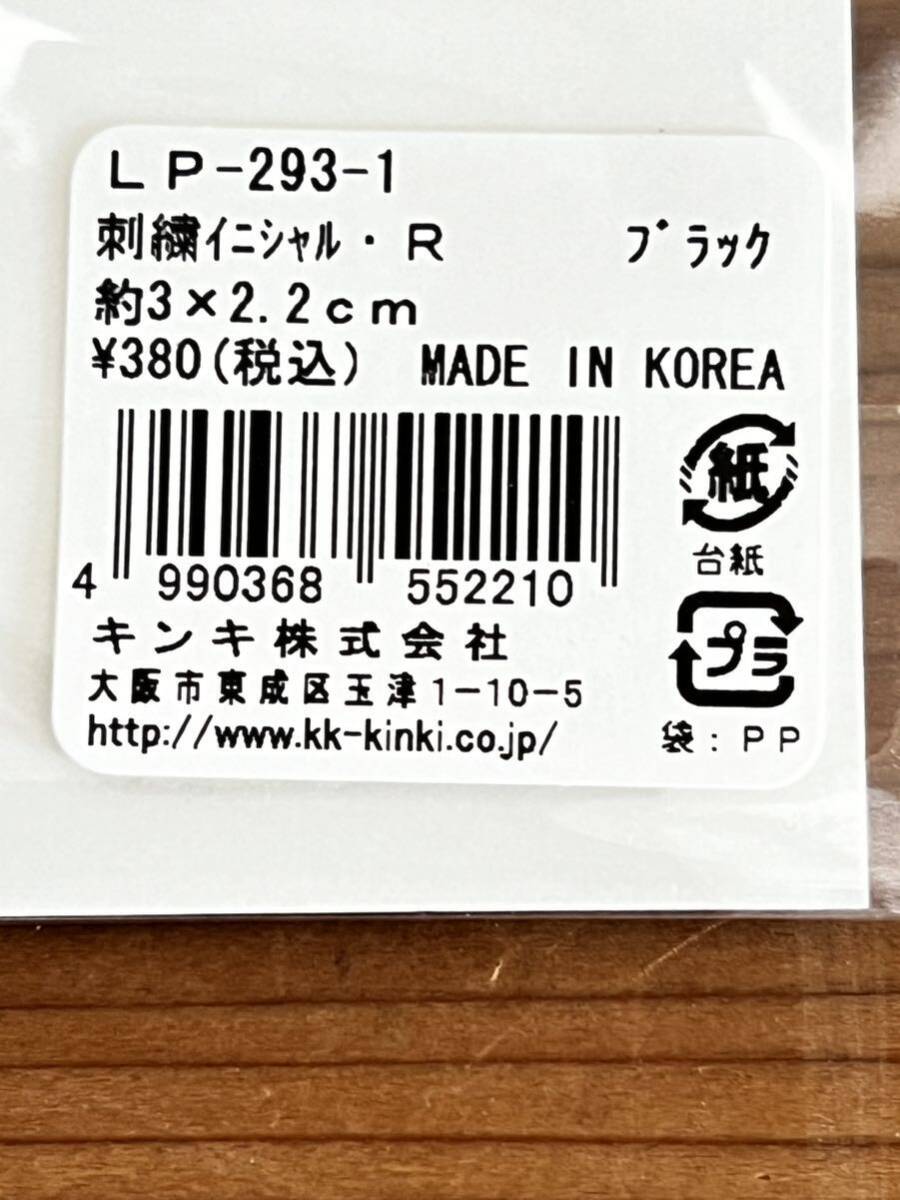 LP-293-1
刺繍ｲﾆｼｬﾙ・R ﾌﾞﾗｯｸ
約3×2.2cm
¥380(税込) MADE IN KOREA
4 990368 552210
紙
台紙
キンキ株式会社
プラ
大阪市東成区玉津1-10-5
http://www.kk-kinki.co.jp/
袋:PP